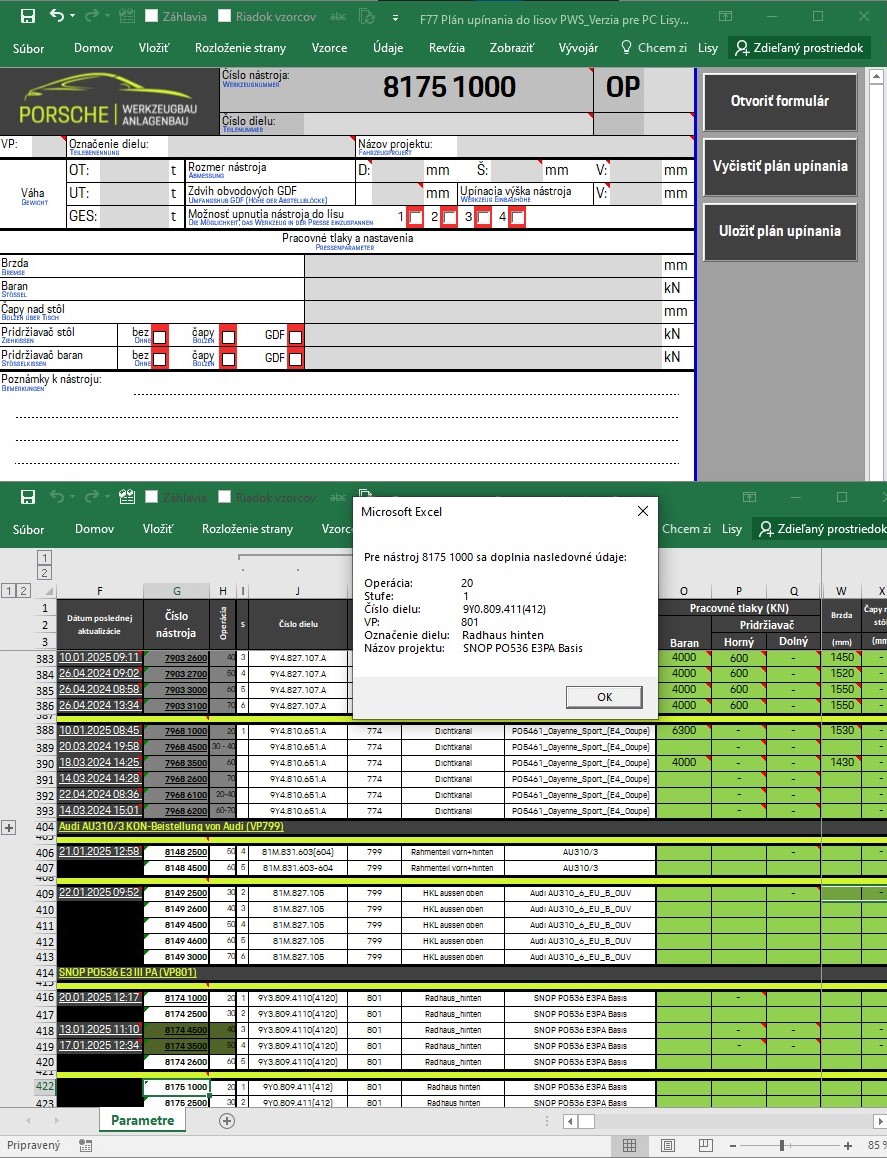 Záhlavia Riadok vzorcov abc F77 Plán upínania do lisov PWS_Verzia pre PC Lisy...
Súbor Domov Vložiť Rozloženie strany Vzorce Údaje Revízia Zobraziť Vývojár Chcem zi Lisy Zdieľaný prostriedok
PORSCHE WERKZEUGBAU ANLAGENBAU
Číslo nástroja: 8175 1000 OP
WERKZEUGNUMMER
Číslo dielu:
TEILENUMMER
Otvoriť formulár
Vyčistiť plán upínania
Uložiť plán upínania
VP: Označenie dielu: Názov projektu:
TEILEBENENNUNG FAHRZEUGPROJEKT
Váha
GEWICHT
OT: t Rozmer nástroja D: mm Š: mm V: mm
ABMESSUNG
UT: t Zdvih obvodových GDF mm Upínacia výška nástroja V: mm
UMFANGSHUB GDF (HÖHE DER ABSTELLBLÖCKE) WERKZEUG EINBAUHÖHE
GES: t Možnosť upnutia nástroja do lisu 1 2 3 4
DIE MÖGLICHKEIT, DAS WERKZEUG IN DER PRESSE EINZUSPANNEN
Pracovné tlaky a nastavenia
PRESSENPARAMETER
Brzda mm
BREMSE
Baran kN
STÖSSEL
Čapy nad stôl mm
BOLZEN ÜBER TISCH
Pridržiavač stôl bez čapy GDF kN
ZIEHKISSEN OHNE BOLZEN
Pridržiavač baran bez čapy GDF kN
STÖSSELKISSEN OHNE BOLZEN
Poznámky k nástroju:
BEMERKUNGEN
Záhlavia Riadok vzorcov abc
Súbor Domov Vložiť Rozloženie strany Vzorc Chcem zi Lisy Zdieľaný prostriedok
Microsoft Excel
Pre nástroj 8175 1000 sa doplnia nasledovné údaje:
Operácia: 20
Stufe: 1
Číslo dielu: 9Y0.809.411(412)
VP: 801
Označenie dielu: Radhaus hinten
Názov projektu: SNOP PO536 E3PA Basis
OK
1
2
1 2 F G H I J O P Q W X
1 2 3
Dátum poslednej aktualizácie Číslo nástroja Operácia S Číslo dielu Pracovné tlaky (KN) Baran Pridržiavač Horný Dolný Brzda (mm) Čapy n stôl (mm
383 10.01.2025 09:11 7903 2600 40 3 9Y4.827.107.A 4000 600 - 1450 -
384 26.04.2024 09:02 7903 2700 50 4 9Y4.827.107.A 4000 600 - 1520 -
385 26.04.2024 08:58 7903 3000 60 5 9Y4.827.107.A 4000 600 - 1550 -
386 26.04.2024 13:34 7903 3100 70 6 9Y4.827.107.A 4000 600 - 1550 -
387
388 10.01.2025 08:45 7968 1000 20 1 9Y4.810.651.A 774 Dichtkanal PO5461_Oayenne_Sport_(E4_Ooupe) 6300 - 1530 -
389 20.03.2024 19:58 7968 4500 30 - 40 9Y4.810.651.A 774 Dichtkanal PO5461_Oayenne_Sport_(E4_Ooupe) -
390 18.03.2024 14:25 7968 3500 60 9Y4.810.651.A 774 Dichtkanal PO5461_Oayenne_Sport_(E4_Ooupe) 4000 - 1430 -
391 14.03.2024 14:28 7968 2600 70 9Y4.810.651.A 774 Dichtkanal PO5461_Oayenne_Sport_(E4_Ooupe) - -
392 22.04.2024 08:36 7968 6100 20-40 9Y4.810.651.A 774 Dichtkanal PO5461_Oayenne_Sport_(E4_Ooupe) - -
393 14.03.2024 15:01 7968 6200 60-70 9Y4.810.651.A 774 Dichtkanal PO5461_Oayenne_Sport_(E4_Ooupe) - -
404 Audi AU310/3 KON-Beistellung von Audi (VP799)
405
406 21.01.2025 12:58 8148 2500 50 4 81M.831.603(604) 799 Rahmenteil vorn+hinten AU310/3 - -
407 8148 4500 60 5 81M.831.603-604 799 Rahmenteil vorn+hinten AU310/3
408
409 22.01.2025 09:52 8149 2500 30 2 81M.827.105 799 HKL aussen oben Audi AU310_6_EU_B_OUV - -
410 8149 2600 40 3 81M.827.105 799 HKL aussen oben Audi AU310_6_EU_B_OUV
411 8149 4500 50 4 81M.827.105 799 HKL aussen oben Audi AU310_6_EU_B_OUV
412 8149 4600 60 5 81M.827.105 799 HKL aussen oben Audi AU310_6_EU_B_OUV
413 8149 3000 70 6 81M.827.105 799 HKL aussen oben Audi AU310_6_EU_B_OUV
414 SNOP PO536 E3 III PA (VP801)
415
416 20.01.2025 12:17 8174 1000 20 1 9Y3.809.4110(4120) 801 Radhaus_hinten SNOP PO536 E3PA Basis - -
417 8174 2500 30 2 9Y3.809.4110(4120) 801 Radhaus_hinten SNOP PO536 E3PA Basis
418 13.01.2025 11:10 8174 4500 40 3 9Y3.809.4110(4120) 801 Radhaus_hinten SNOP PO536 E3PA Basis - - -
419 17.01.2025 12:34 8174 3500 50 4 9Y3.809.4110(4120) 801 Radhaus_hinten SNOP PO536 E3PA Basis - - -
420 8174 2600 60 5 9Y3.809.4110(4120) 801 Radhaus_hinten SNOP PO536 E3PA Basis
421
422 8175 1000 20 1 9Y0.809.411(412) 801 Radhaus hinten SNOP PO536 E3PA Basis
423 8175 2500 30 2 9Y0.809.411(412) 801 Radhaus hinten SNOP PO536 E3PA Basis
Parametre
Pripravený 85 %